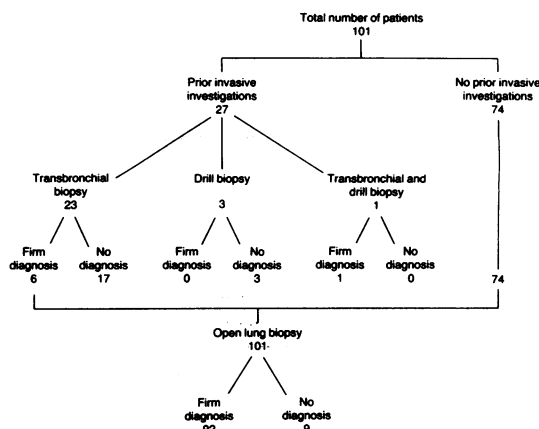 Total number of patients
101
Prior invasive
investigations
27
No prior invasive
investigations
74
Transbronchial
biopsy
23
Drill biopsy
3
Transbronchial and
drill biopsy
1
Firm
diagnosis
6
No
diagnosis
17
Firm
diagnosis
0
No
diagnosis
3
Firm
diagnosis
1
No
diagnosis
0
74
Open lung biopsy
101
Firm
diagnosis
No
diagnosis